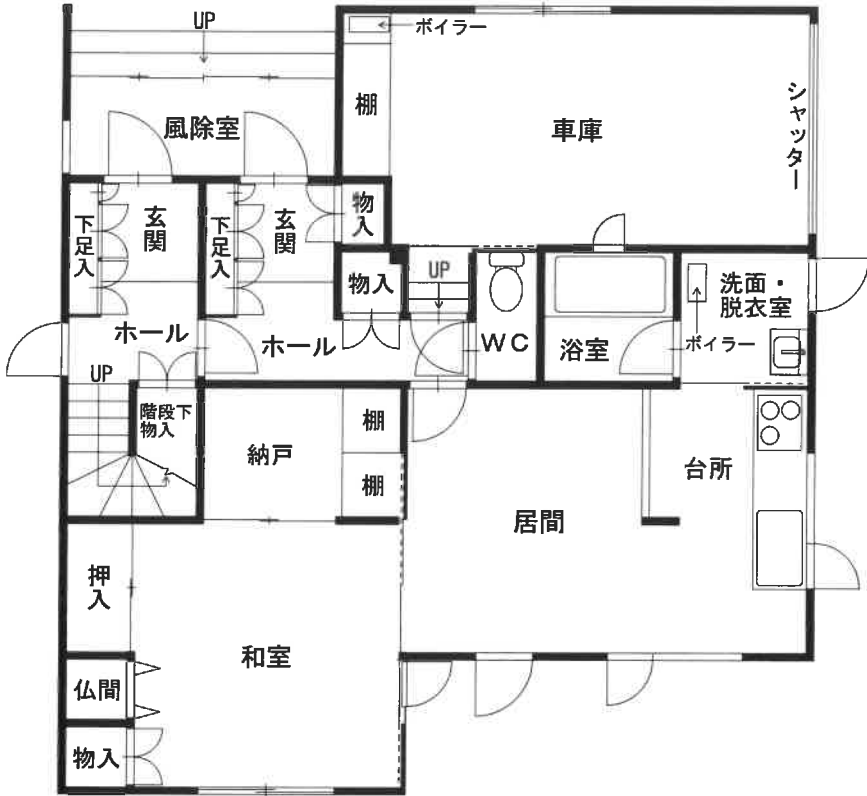 UP
ボイラー
棚
車庫
シャッター
風除室
下足入
玄関
下足入
玄関
物入
物入
UP
WC
浴室
洗面・
脱衣室
ボイラー
ホール
ホール
UP
階段下
物入
納戸
棚
棚
居間
台所
押入
和室
仏間
物入